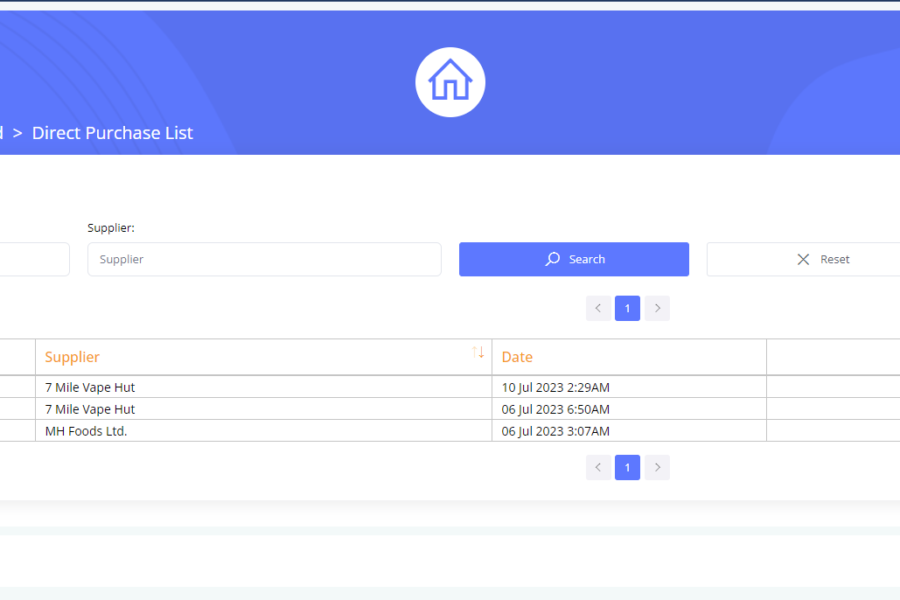 > Direct Purchase List
Supplier:
Supplier
Search
Reset
1
Supplier Date
7 Mile Vape Hut 10 Jul 2023 2:29AM
7 Mile Vape Hut 06 Jul 2023 6:50AM
MH Foods Ltd. 06 Jul 2023 3:07AM
1